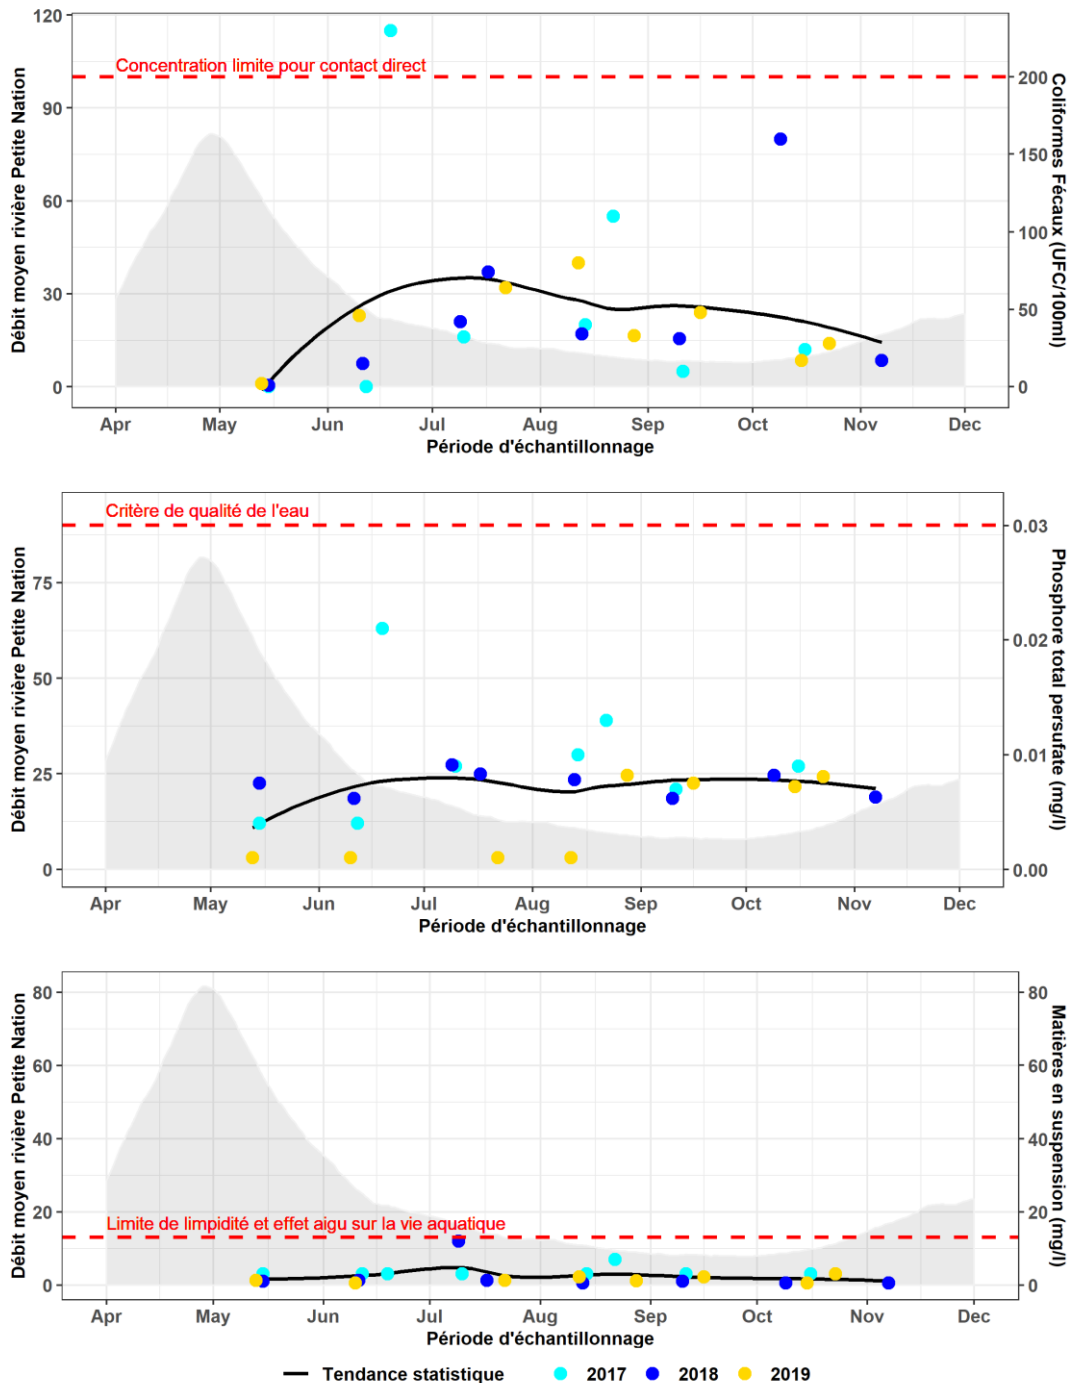 120
90
60
30
0
Débit moyen rivière Petite Nation
Concentration limite pour contact direct
200
150
100
50
0
Coliformes Fécaux (UFC/100ml)
Apr May Jun Jul Aug Sep Oct Nov Dec
Période d'échantillonnage
75
50
25
0
Débit moyen rivière Petite Nation
Critère de qualité de l'eau
0.03
0.02
0.01
0.00
Phosphore total persufate (mg/l)
Apr May Jun Jul Aug Sep Oct Nov Dec
Période d'échantillonnage
80
60
40
20
0
Débit moyen rivière Petite Nation
Limite de limpidité et effet aigu sur la vie aquatique
80
60
40
20
0
Matières en suspension (mg/l)
Apr May Jun Jul Aug Sep Oct Nov Dec
Période d'échantillonnage
Tendance statistique 2017 2018 2019